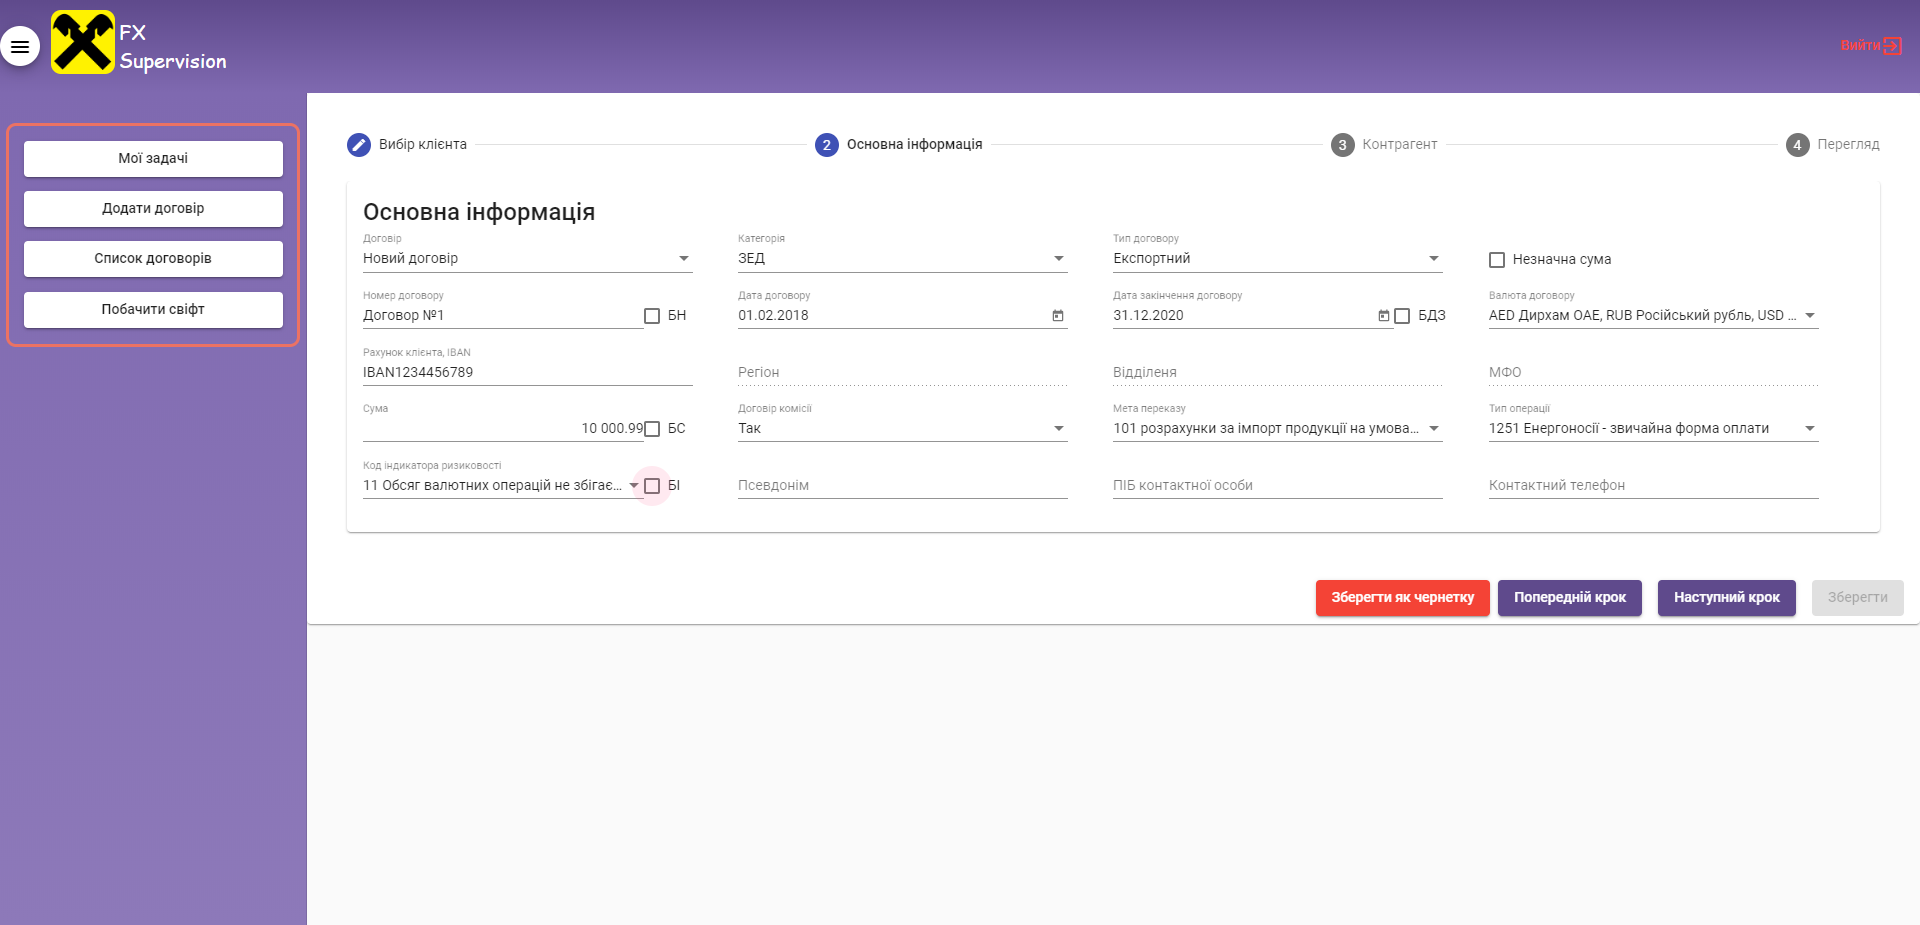 FX
Supervision
Вийти
Мої задачі
Додати договір
Список договорів
Побачити свіфт
Вибір клієнта
2 Основна інформація
3 Контрагент
4 Перегляд
Основна інформація
Договір
Категорія
Тип договору
Новий договір
ЗЕД
Експортний
Незначна сума
Номер договору
Дата договору
Дата закінчення договору
Валюта договору
Договор №1
БН
01.02.2018
31.12.2020
БДЗ
AED Дирхам ОАЕ, RUB Російський рубль, USD ...
Рахунок клієнта, IBAN
IBAN1234456789
Регіон
Відділеня
МФО
Сума
Договір комісії
Мета переказу
Тип операції
10 000.99
БС
Так
101 розрахунки за імпорт продукції на умова...
1251 Енергоносії - звичайна форма оплати
Код індикатора ризиковості
11 Обсяг валютних операцій не збігає...
БІ
Псевдонім
ПІБ контактної особи
Контактний телефон
Зберегти як чернетку
Попередній крок
Наступний крок
Зберегти